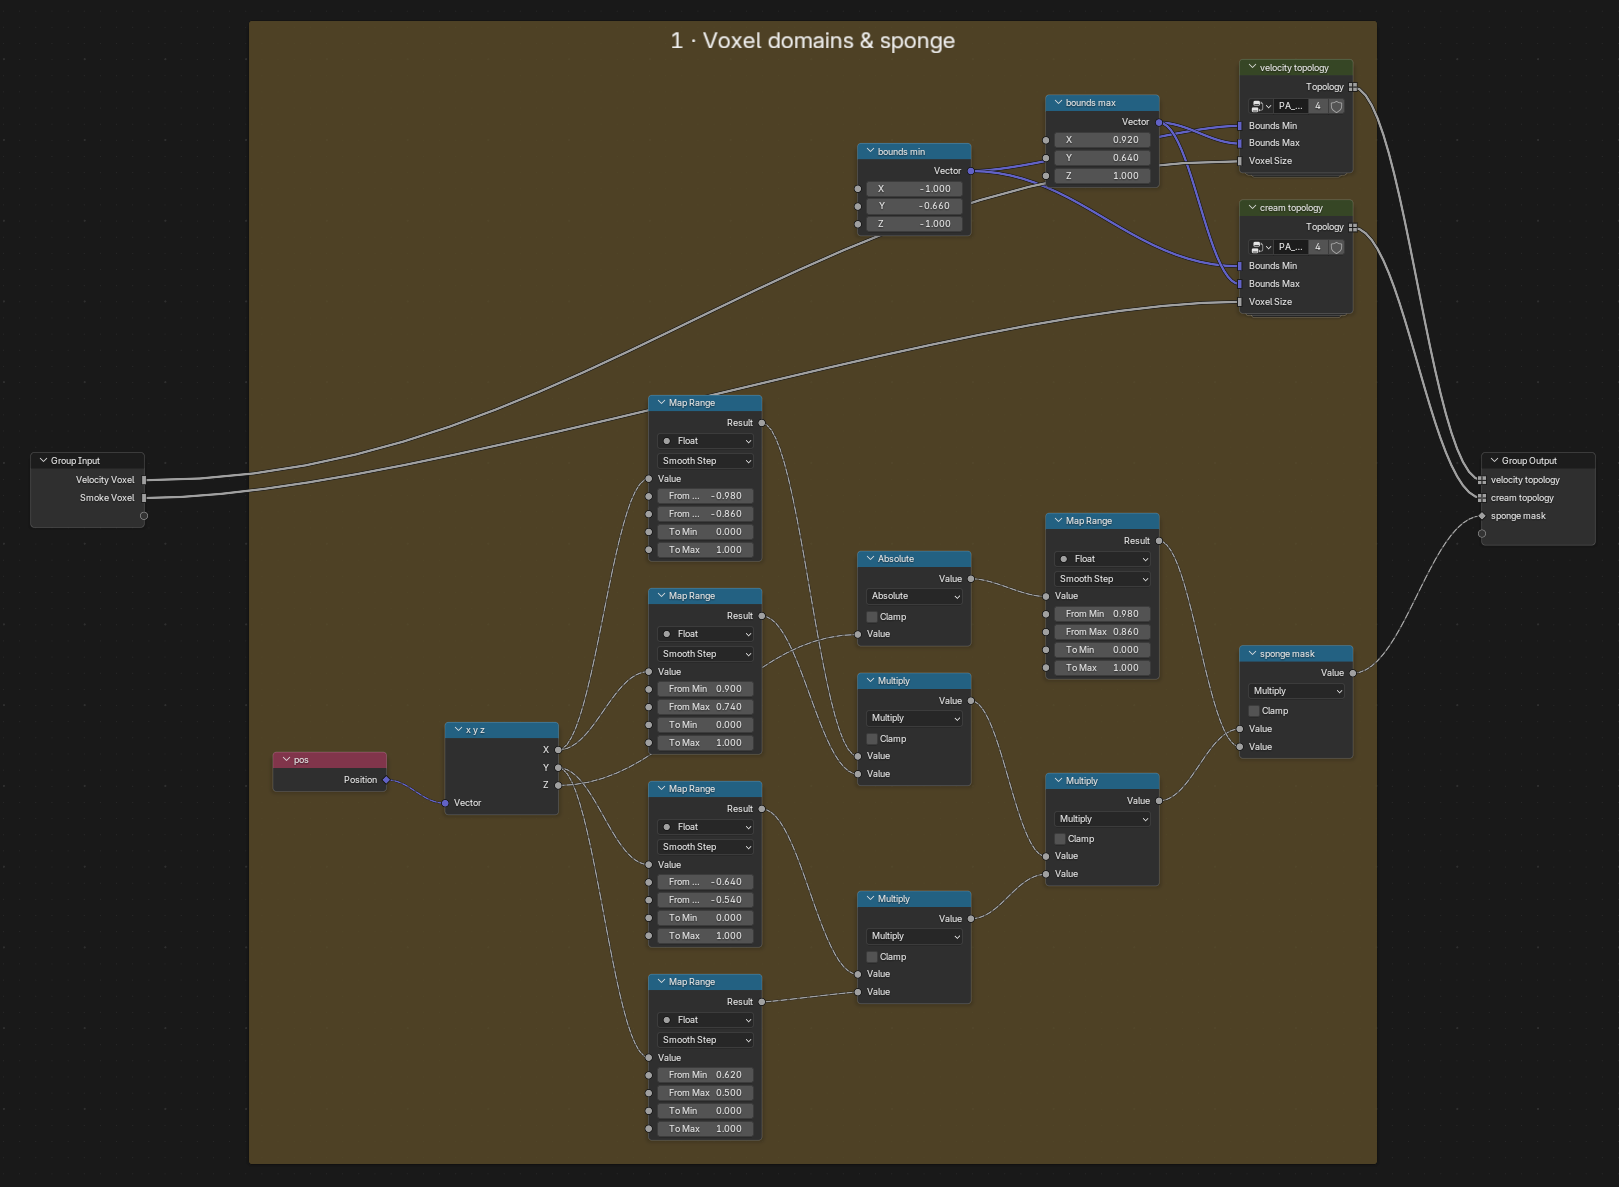 1 · Voxel domains & sponge
velocity topology
Topology
PA_... 4
Bounds Min
Bounds Max
Voxel Size
bounds max
Vector
X 0.920
Y 0.640
Z 1.000
bounds min
Vector
X -1.000
Y -0.660
Z -1.000
cream topology
Topology
PA_... 4
Bounds Min
Bounds Max
Voxel Size
Group Input
Velocity Voxel
Smoke Voxel
Map Range
Result
Float
Smooth Step
Value
From ... -0.980
From ... -0.860
To Min 0.000
To Max 1.000
Group Output
velocity topology
cream topology
sponge mask
Map Range
Result
Float
Smooth Step
Value
From Min 0.980
From Max 0.860
To Min 0.000
To Max 1.000
Absolute
Value
Absolute
Clamp
Value
Map Range
Result
Float
Smooth Step
Value
From Min 0.900
From Max 0.740
To Min 0.000
To Max 1.000
sponge mask
Value
Multiply
Clamp
Value
Value
Multiply
Value
Multiply
Clamp
Value
Value
x y z
X
Y
Z
Vector
pos
Position
Multiply
Value
Multiply
Clamp
Value
Value
Map Range
Result
Float
Smooth Step
Value
From ... -0.640
From ... -0.540
To Min 0.000
To Max 1.000
Multiply
Value
Multiply
Clamp
Value
Value
Map Range
Result
Float
Smooth Step
Value
From Min 0.620
From Max 0.500
To Min 0.000
To Max 1.000